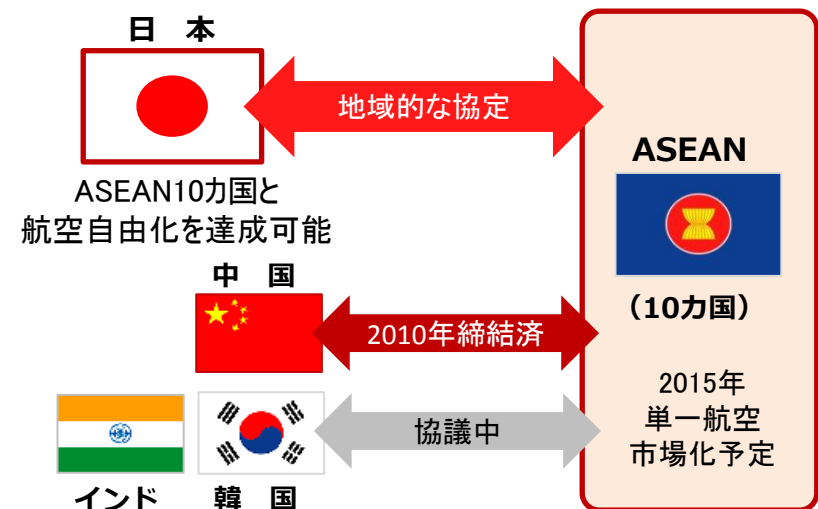 日　本
地域的な協定
ASEAN10カ国と
航空自由化を達成可能
中　国
2010年締結済
協議中
インド
韓　国
ASEAN
（10カ国）
2015年
単一航空
市場化予定